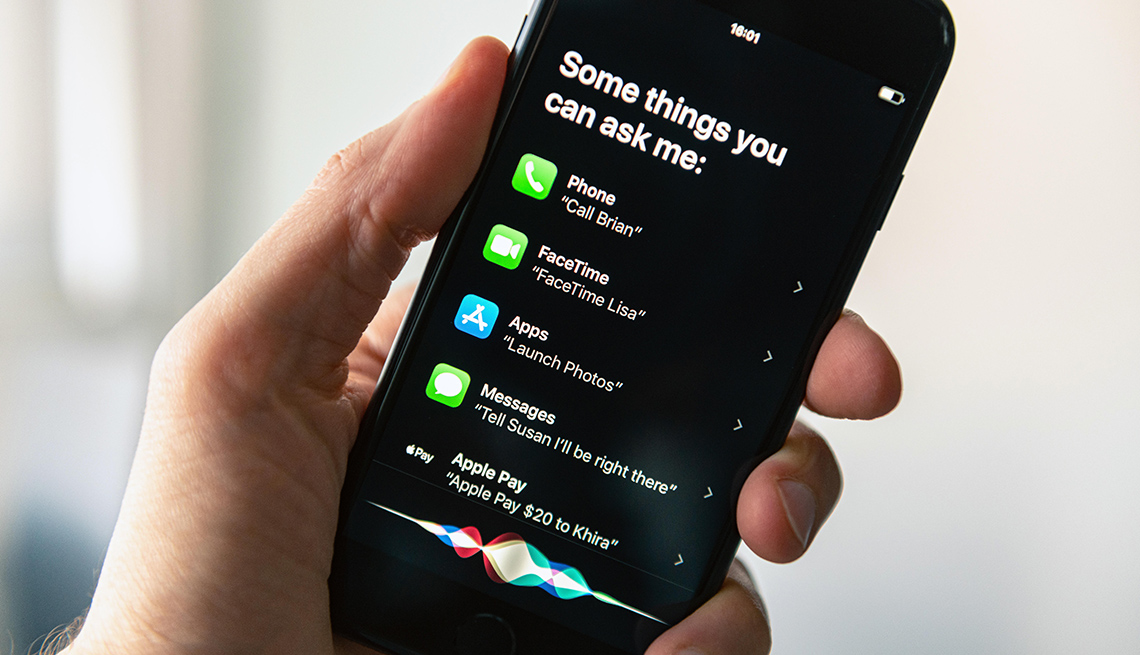 16:01
Some things you
can ask me:
Phone
“Call Brian”
FaceTime
“FaceTime Lisa”
Apps
“Launch Photos”
Messages
“Tell Susan I’ll be right there”
Pay
Apple Pay
“Apple Pay $20 to Khira”